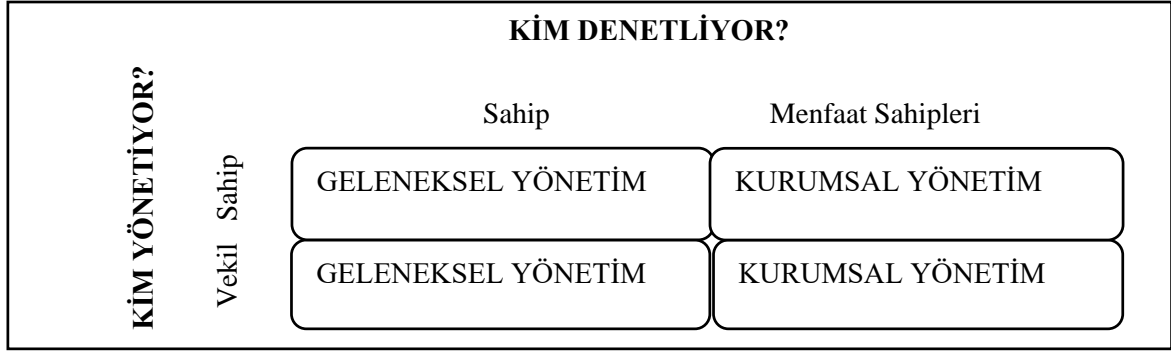 KİM DENETLİYOR?
KİM YÖNETİYOR?
Sahip Menfaat Sahipleri
Sahip
GELENEKSEL YÖNETİM KURUMSAL YÖNETİM
Vekil
GELENEKSEL YÖNETİM KURUMSAL YÖNETİM